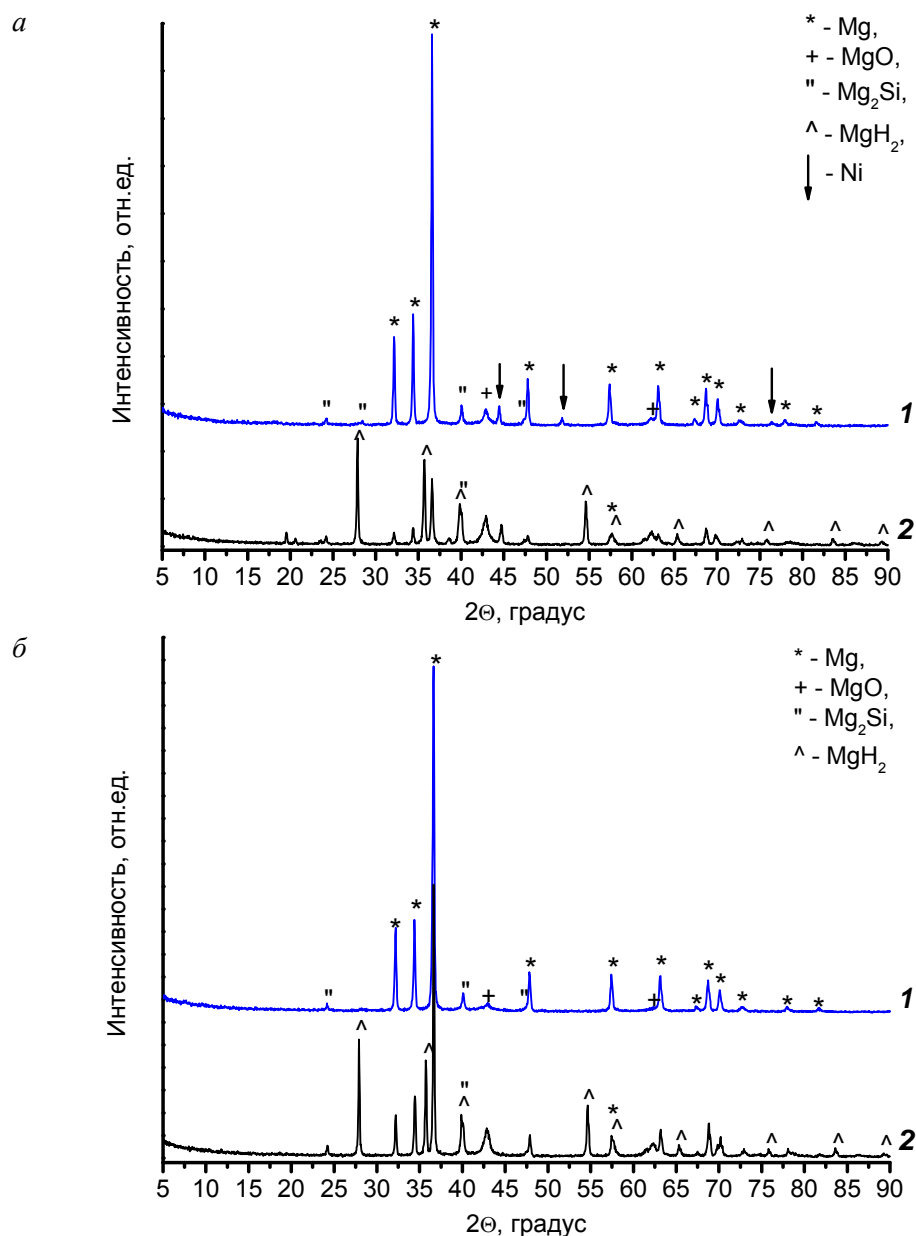 а
* - Mg,
+ - MgO,
" - Mg2Si,
^ - MgH2,
- Ni
Интенсивность, отн.ед.
* * * " + " * * * + * * * * * *
" "
1
^ ^ ^ " ^ * ^ ^ ^ ^ ^
2
5 10 15 20 25 30 35 40 45 50 55 60 65 70 75 80 85 90
2Θ, градус
б
* - Mg,
+ - MgO,
" - Mg2Si,
^ - MgH2
Интенсивность, отн.ед.
" * * * " + " * * + * * * * * * *
1
^ ^ " ^ ^ * ^ ^ ^ ^ ^
2
5 10 15 20 25 30 35 40 45 50 55 60 65 70 75 80 85 90
2Θ, градус